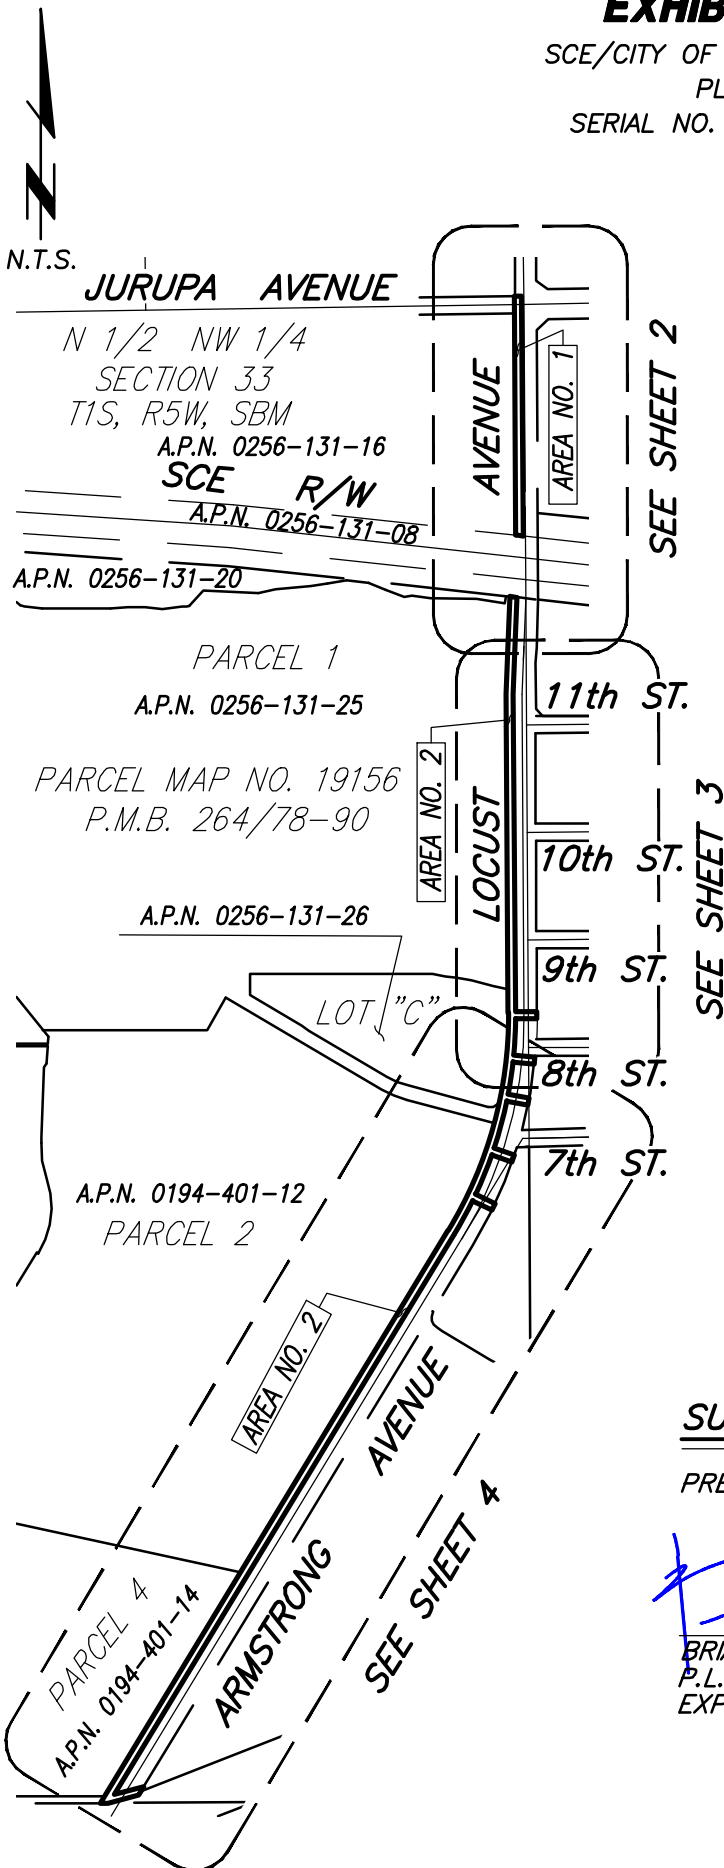 EXHIB
SCE/CITY OF
PL
SERIAL NO.
N
N.T.S.
JURUPA AVENUE
N 1/2 NW 1/4
SECTION 33
T1S, R5W, SBM
A.P.N. 0256-131-16
AVENUE
AREA NO. 1
SEE SHEET 2
SCE R/W
A.P.N. 0256-131-08
A.P.N. 0256-131-20
PARCEL 1
A.P.N. 0256-131-25
11th ST.
PARCEL MAP NO. 19156
P.M.B. 264/78-90
AREA NO. 2
LOCUST
10th ST.
SEE SHEET 3
A.P.N. 0256-131-26
9th ST.
LOT "C"
8th ST.
7th ST.
A.P.N. 0194-401-12
PARCEL 2
AREA NO. 2
AVENUE
SEE SHEET 4
ARMSTRONG
PARCEL 4
A.P.N. 0194-401-14
SU
PRE
BRI
P.L.
EXP